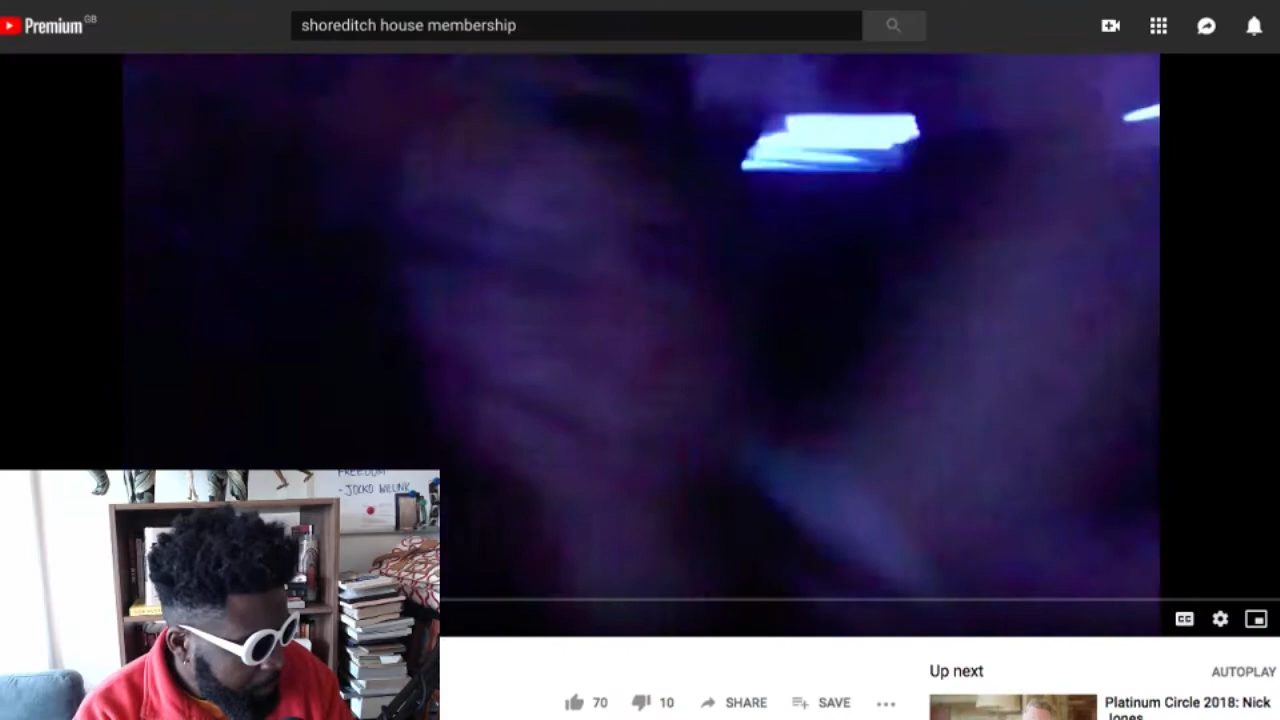 Premium GB
shoreditch house membership
FREEDOM
- JOCKO WILLINK
CC
Up next
AUTOPLAY
70
10
SHARE
SAVE
Platinum Circle 2018: Nick
Jones